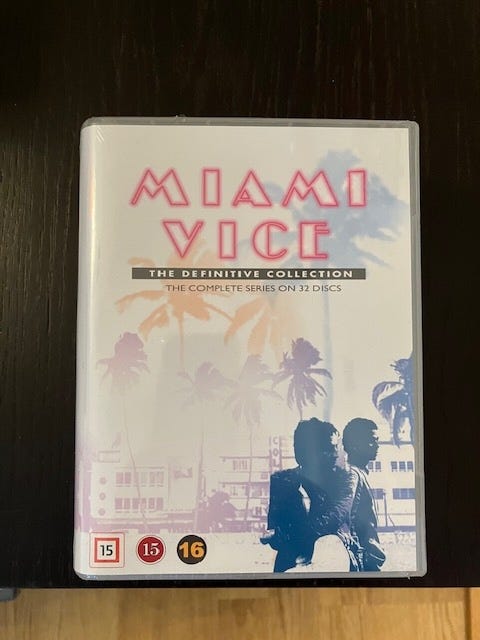 MIAMI
VICE
THE DEFINITIVE COLLECTION
THE COMPLETE SERIES ON 32 DISCS
15 15 16